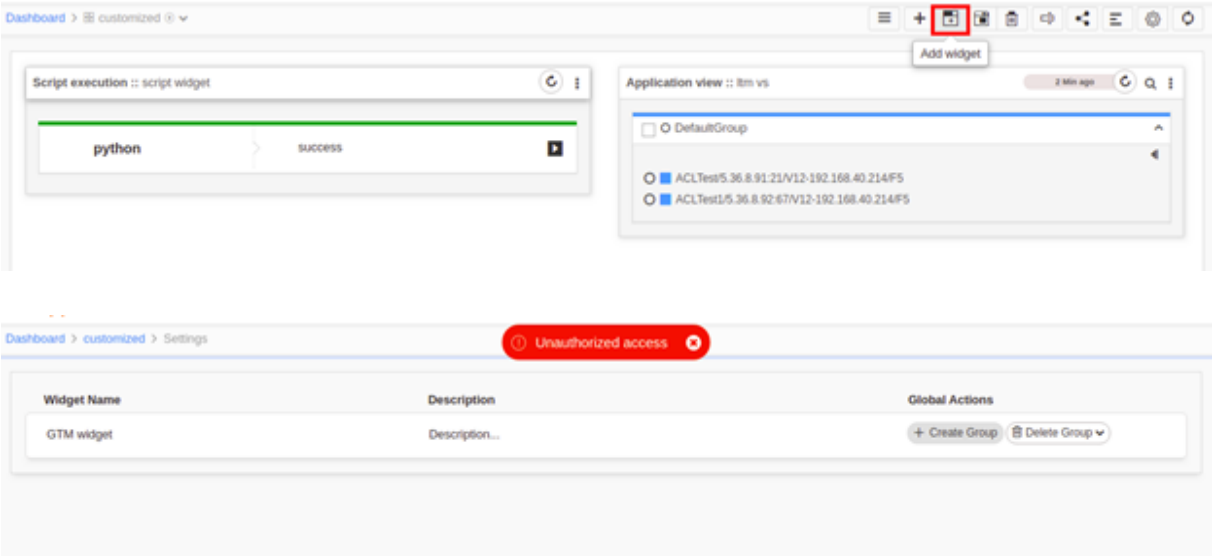 Dashboard > customized
Add widget
Script execution :: script widget
Application view :: ltm vs
2 Min ago
python
success
DefaultGroup
ACLTest/5.36.8.91:21/V12-192.168.40.214/F5
ACLTest1/5.36.8.92:67/V12-192.168.40.214/F5
Dashboard > customized > Settings
Unauthorized access
Widget Name Description Global Actions
GTM widget Description... + Create Group Delete Group